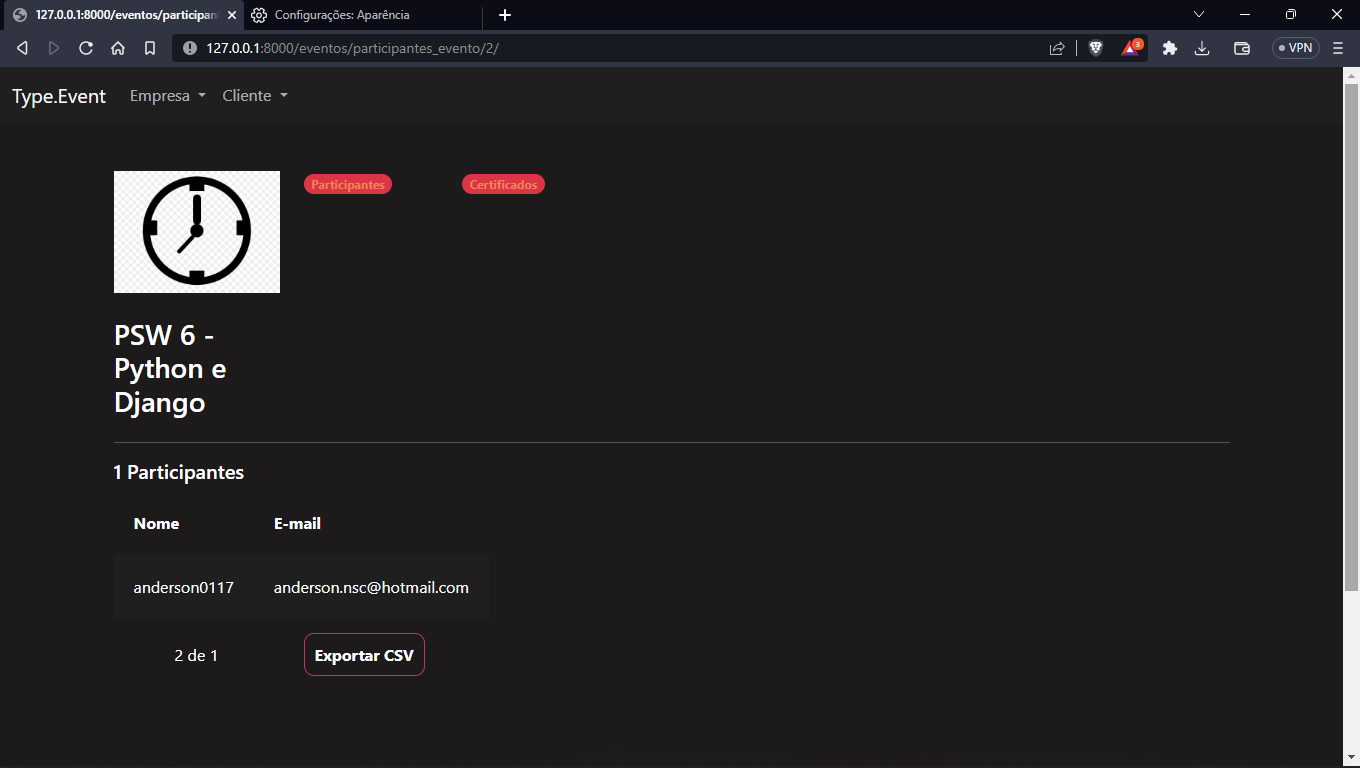 127.0.0.1:8000/eventos/participan
Configurações: Aparência
127.0.0.1:8000/eventos/participantes_evento/2/
3
VPN
Type.Event Empresa Cliente
Participantes Certificados
PSW 6 -
Python e
Django
1 Participantes
Nome E-mail
anderson0117 anderson.nsc@hotmail.com
2 de 1 Exportar CSV